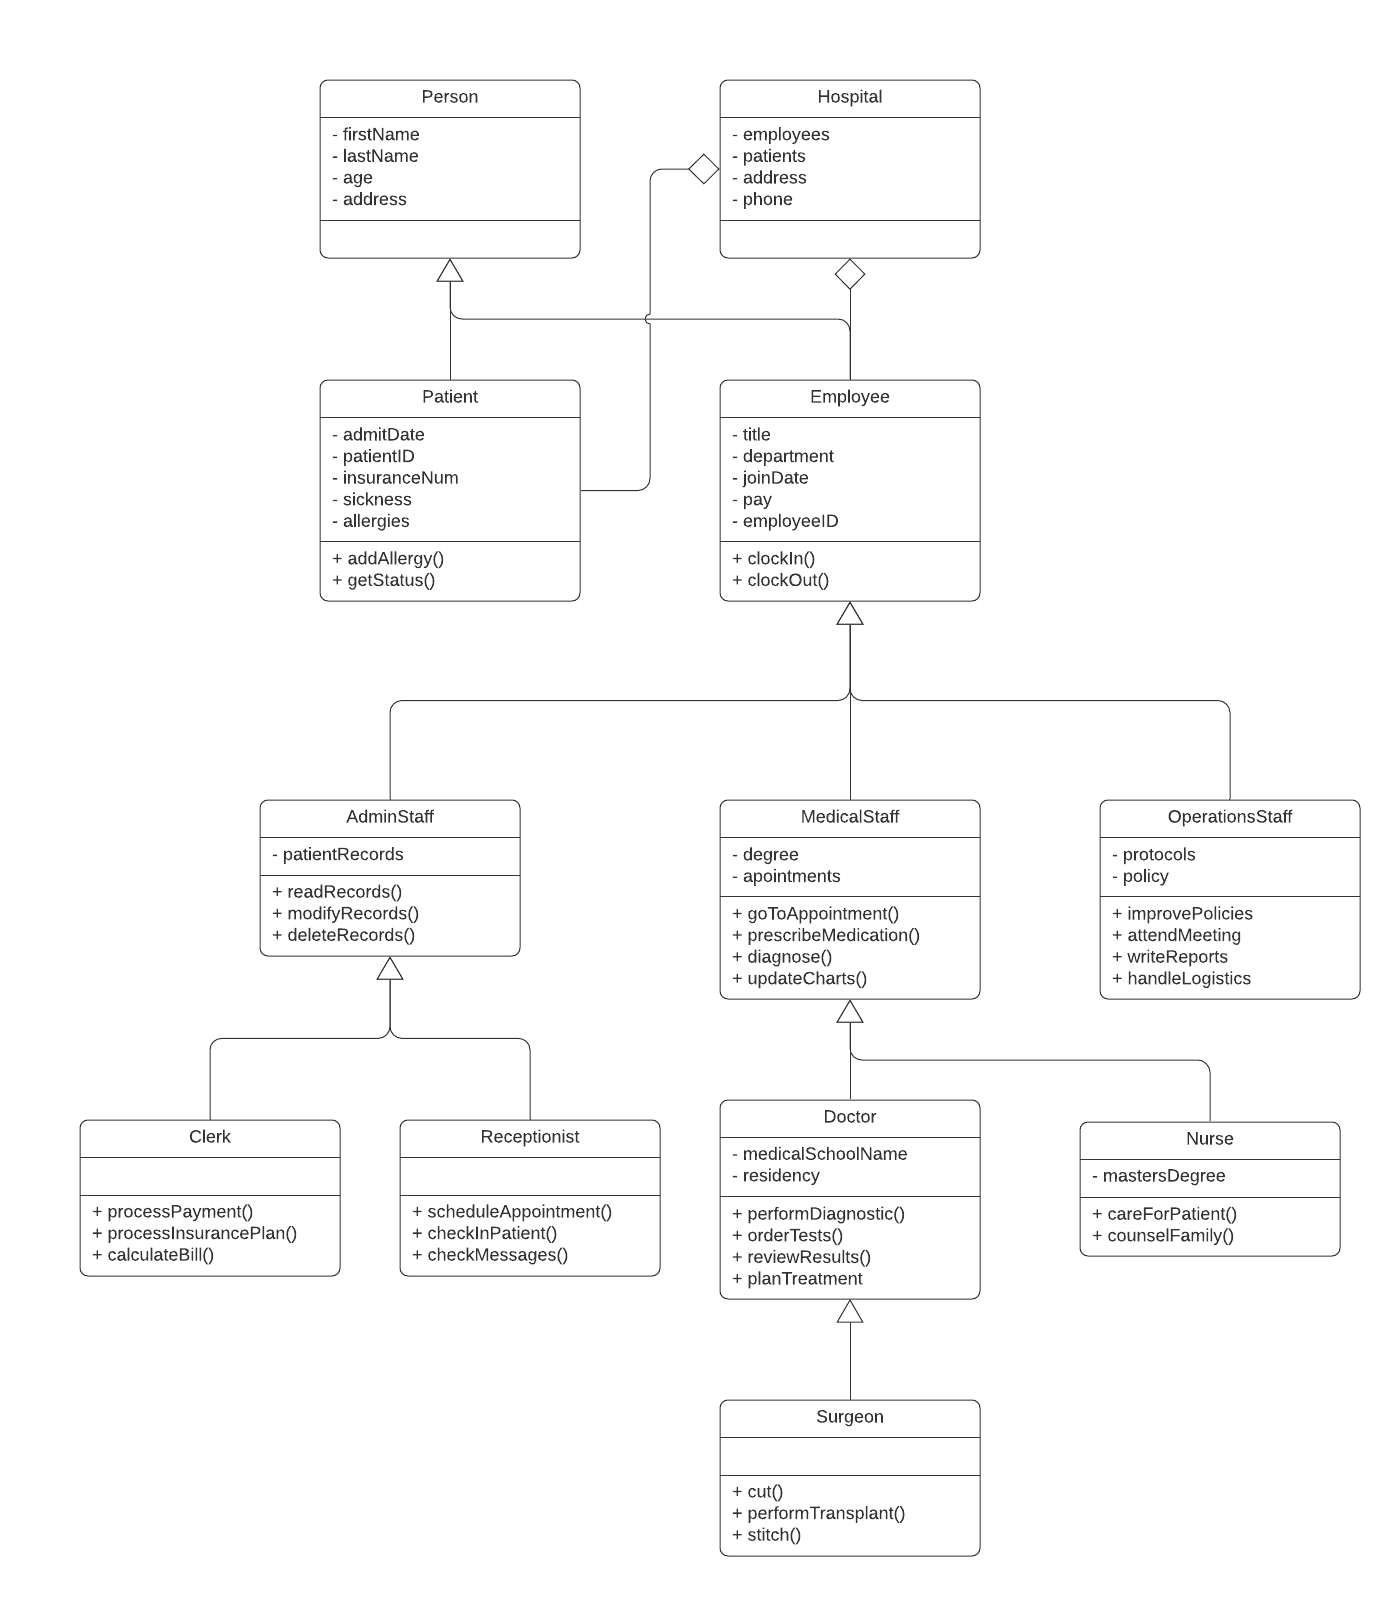 Person
- firstName
- lastName
- age
- address
Hospital
- employees
- patients
- address
- phone
Patient
- admitDate
- patientID
- insuranceNum
- sickness
- allergies
+ addAllergy()
+ getStatus()
Employee
- title
- department
- joinDate
- pay
- employeeID
+ clockIn()
+ clockOut()
AdminStaff
- patientRecords
+ readRecords()
+ modifyRecords()
+ deleteRecords()
MedicalStaff
- degree
- apointments
+ goToAppointment()
+ prescribeMedication()
+ diagnose()
+ updateCharts()
OperationsStaff
- protocols
- policy
+ improvePolicies
+ attendMeeting
+ writeReports
+ handleLogistics
Clerk
+ processPayment()
+ processInsurancePlan()
+ calculateBill()
Receptionist
+ scheduleAppointment()
+ checkInPatient()
+ checkMessages()
Doctor
- medicalSchoolName
- residency
+ performDiagnostic()
+ orderTests()
+ reviewResults()
+ planTreatment
Nurse
- mastersDegree
+ careForPatient()
+ counselFamily()
Surgeon
+ cut()
+ performTransplant()
+ stitch()